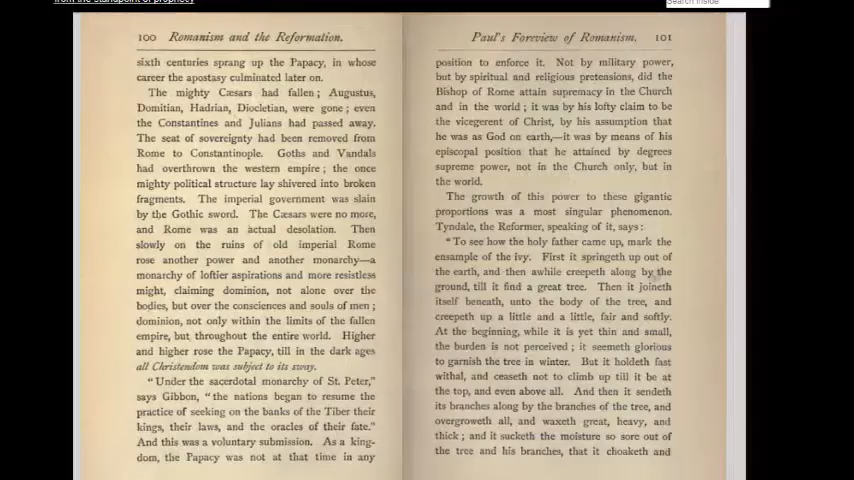 from the standpoint of prophecy
Search inside
100 Romanism and the Reformation.
sixth centuries sprang up the Papacy, in whose
career the apostasy culminated later on.
The mighty Cæsars had fallen; Augustus,
Domitian, Hadrian, Diocletian, were gone; even
the Constantines and Julians had passed away.
The seat of sovereignty had been removed from
Rome to Constantinople. Goths and Vandals
had overthrown the western empire; the once
mighty political structure lay shivered into broken
fragments. The imperial government was slain
by the Gothic sword. The Cæsars were no more,
and Rome was an actual desolation. Then
slowly on the ruins of old imperial Rome
rose another power and another monarchy—a
monarchy of loftier aspirations and more resistless
might, claiming dominion, not alone over the
bodies, but over the consciences and souls of men;
dominion, not only within the limits of the fallen
empire, but throughout the entire world. Higher
and higher rose the Papacy, till in the dark ages
all Christendom was subject to its sway.
"Under the sacerdotal monarchy of St. Peter,"
says Gibbon, "the nations began to resume the
practice of seeking on the banks of the Tiber their
kings, their laws, and the oracles of their fate."
And this was a voluntary submission. As a king-
dom, the Papacy was not at that time in any
Paul's Foreview of Romanism. 101
position to enforce it. Not by military power,
but by spiritual and religious pretensions, did the
Bishop of Rome attain supremacy in the Church
and in the world; it was by his lofty claim to be
the vicegerent of Christ, by his assumption that
he was as God on earth,—it was by means of his
episcopal position that he attained by degrees
supreme power, not in the Church only, but in
the world.
The growth of this power to these gigantic
proportions was a most singular phenomenon.
Tyndale, the Reformer, speaking of it, says:
"To see how the holy father came up, mark the
ensample of the ivy. First it springeth up out of
the earth, and then awhile creepeth along by the
ground, till it find a great tree. Then it joineth
itself beneath, unto the body of the tree, and
creepeth up a little and a little, fair and softly.
At the beginning, while it is yet thin and small,
the burden is not perceived; it seemeth glorious
to garnish the tree in winter. But it holdeth fast
withal, and ceaseth not to climb up till it be at
the top, and even above all. And then it sendeth
its branches along by the branches of the tree, and
overgroweth all, and waxeth great, heavy, and
thick; and it sucketh the moisture so sore out of
the tree and his branches, that it choaketh and